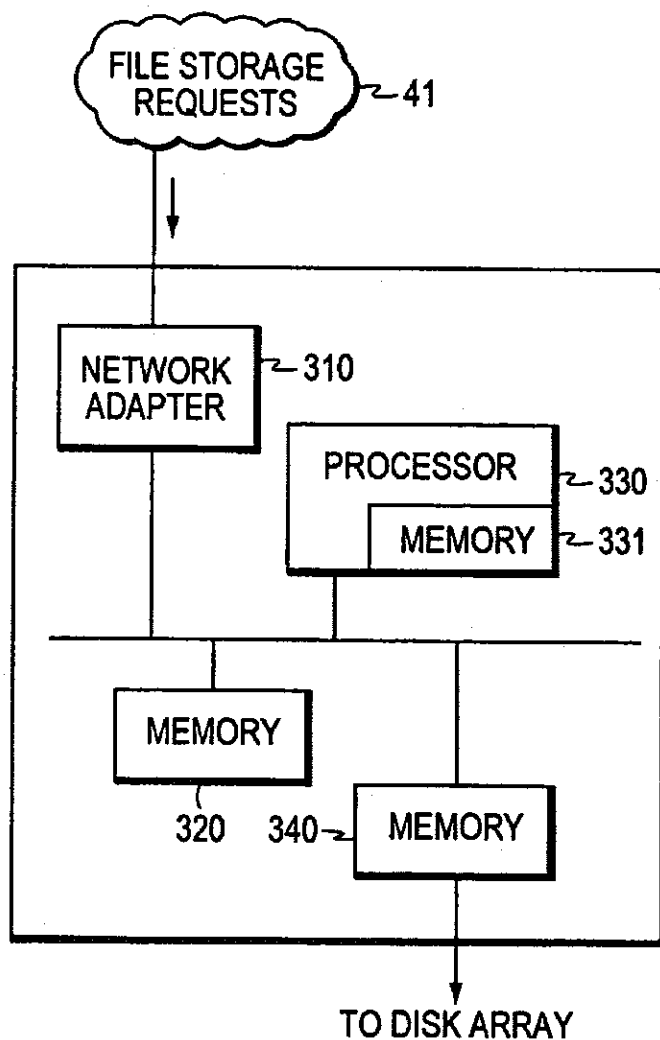 FILE STORAGE
REQUESTS
41
NETWORK
ADAPTER
310
PROCESSOR
330
MEMORY
331
MEMORY
320
340
MEMORY
TO DISK ARRAY